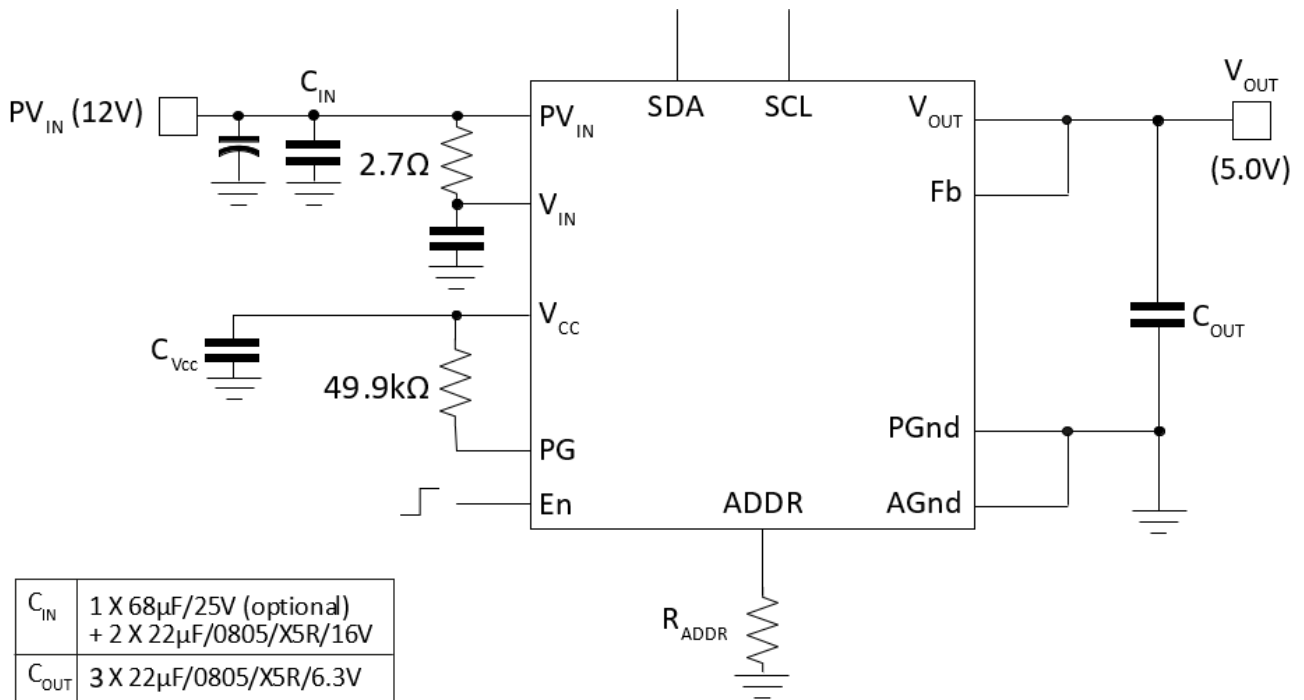 SDA
SCL
PV_IN (12V)
C_IN
PV_IN
2.7Ω
V_IN
V_CC
C_Vcc
49.9kΩ
PG
En
ADDR
R_ADDR
V_OUT
Fb
V_OUT
(5.0V)
C_OUT
PGnd
AGnd
C_IN 1 X 68µF/25V (optional)
+ 2 X 22µF/0805/X5R/16V
C_OUT 3 X 22µF/0805/X5R/6.3V